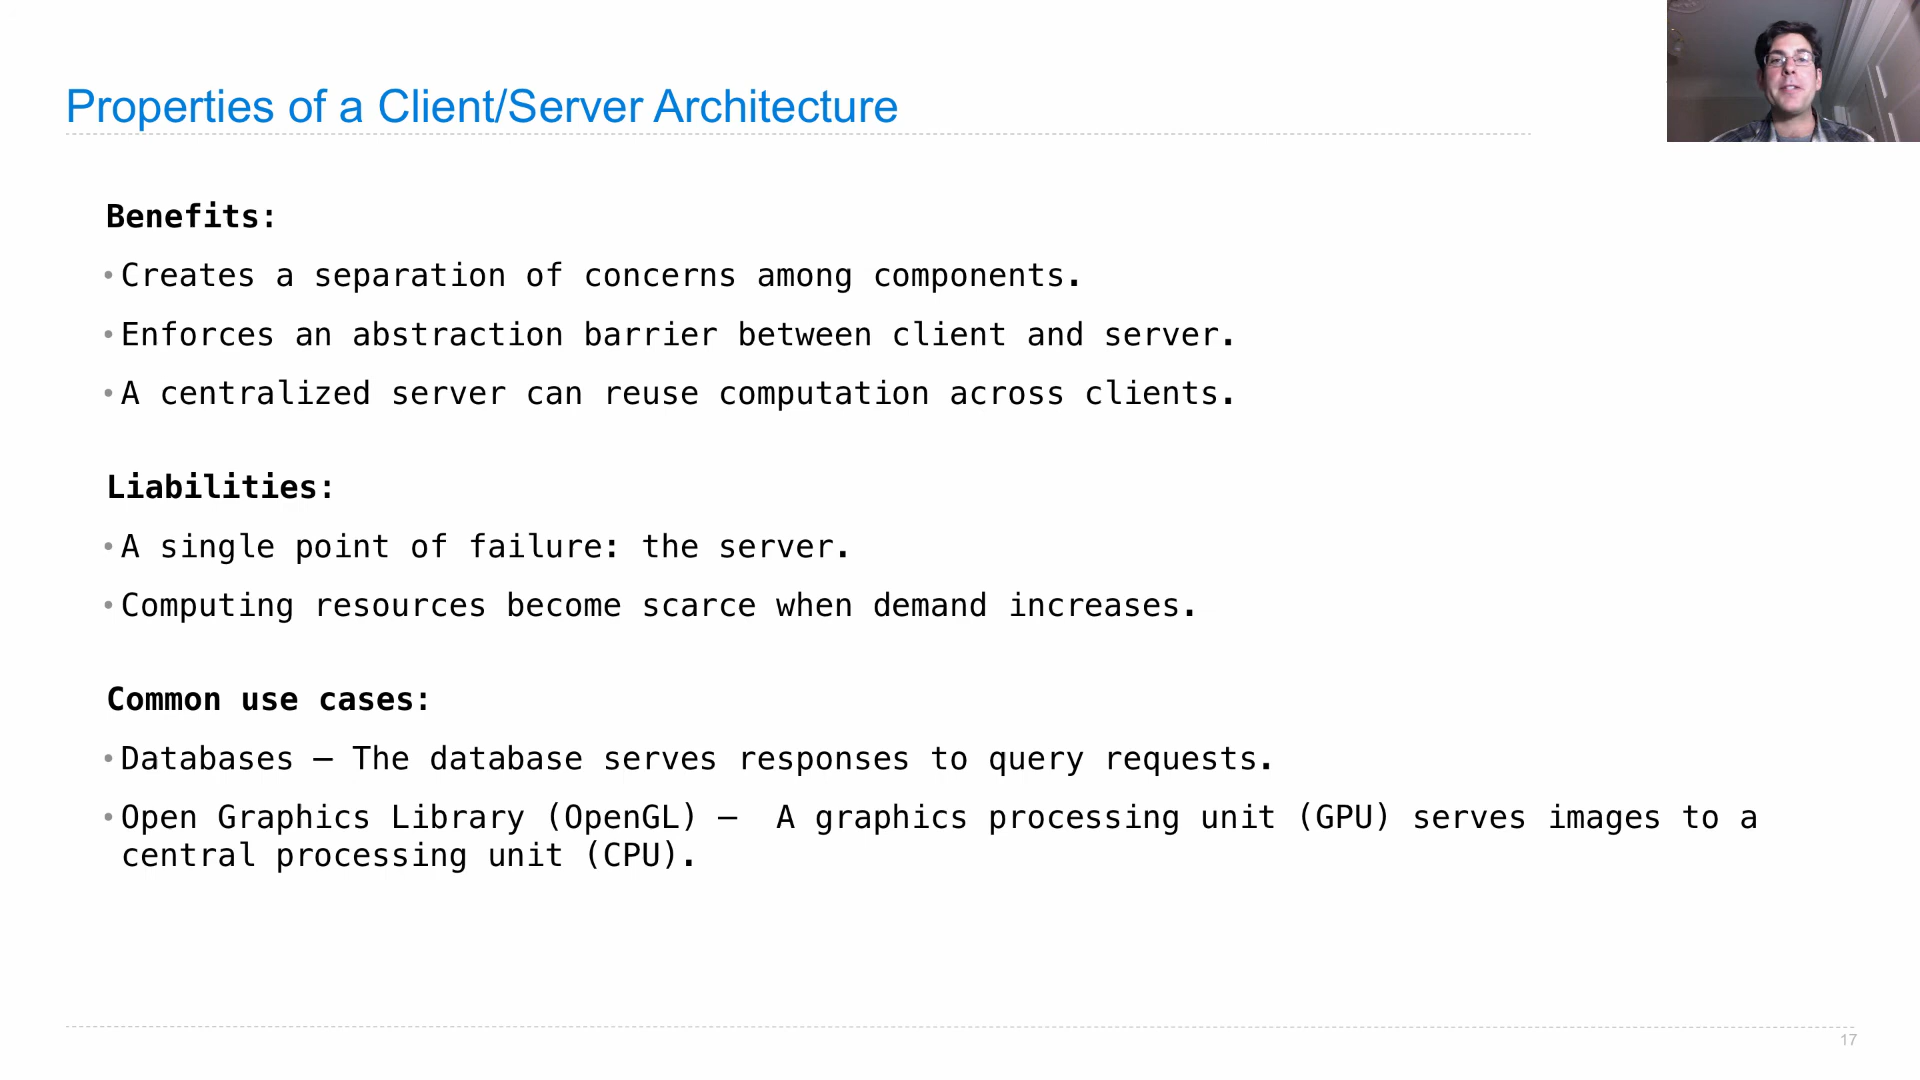 Properties of a Client/Server Architecture
Benefits:
•Creates a separation of concerns among components.
•Enforces an abstraction barrier between client and server.
•A centralized server can reuse computation across clients.
Liabilities:
•A single point of failure: the server.
•Computing resources become scarce when demand increases.
Common use cases:
•Databases — The database serves responses to query requests.
•Open Graphics Library (OpenGL) —  A graphics processing unit (GPU) serves images to a
central processing unit (CPU).
17